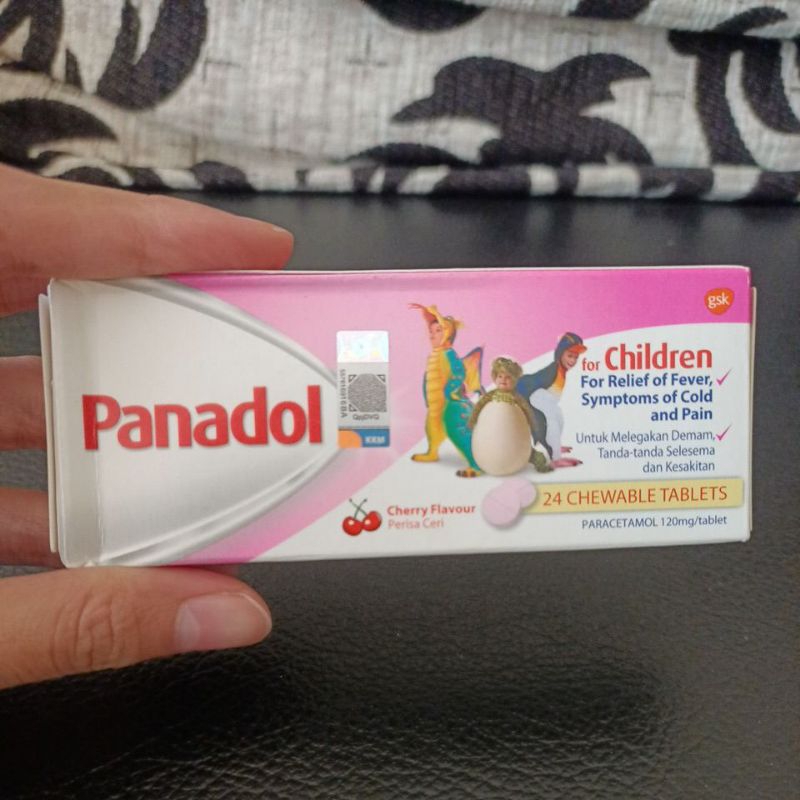 gsk
Panadol
for Children
For Relief of Fever,
Symptoms of Cold
and Pain
Untuk Melegakan Demam,
Tanda-tanda Selesema
dan Kesakitan
24 CHEWABLE TABLETS
PARACETAMOL 120mg/tablet
Cherry Flavour
Perisa Ceri
KKM